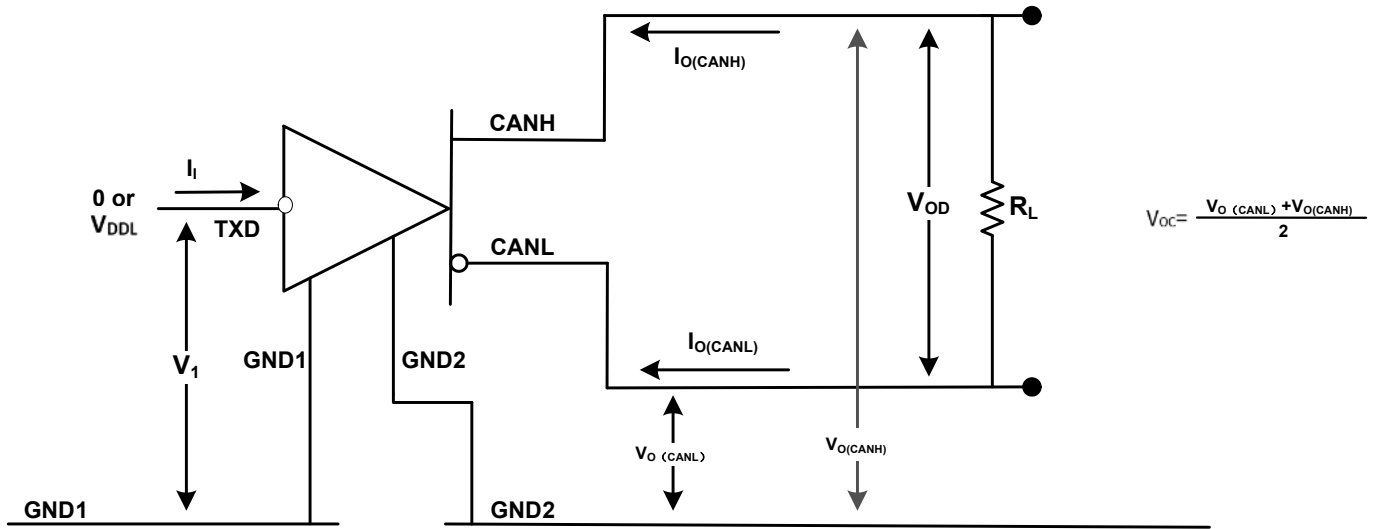 I_O(CANH)
CANH
I_I
0 or
V_DDL
TXD
V_OD
R_L
V_OC= (V_O（CANL）+V_O(CANH)) / 2
CANL
I_O(CANL)
V_1
GND1
GND2
V_O（CANL）
V_O(CANH)
GND1
GND2